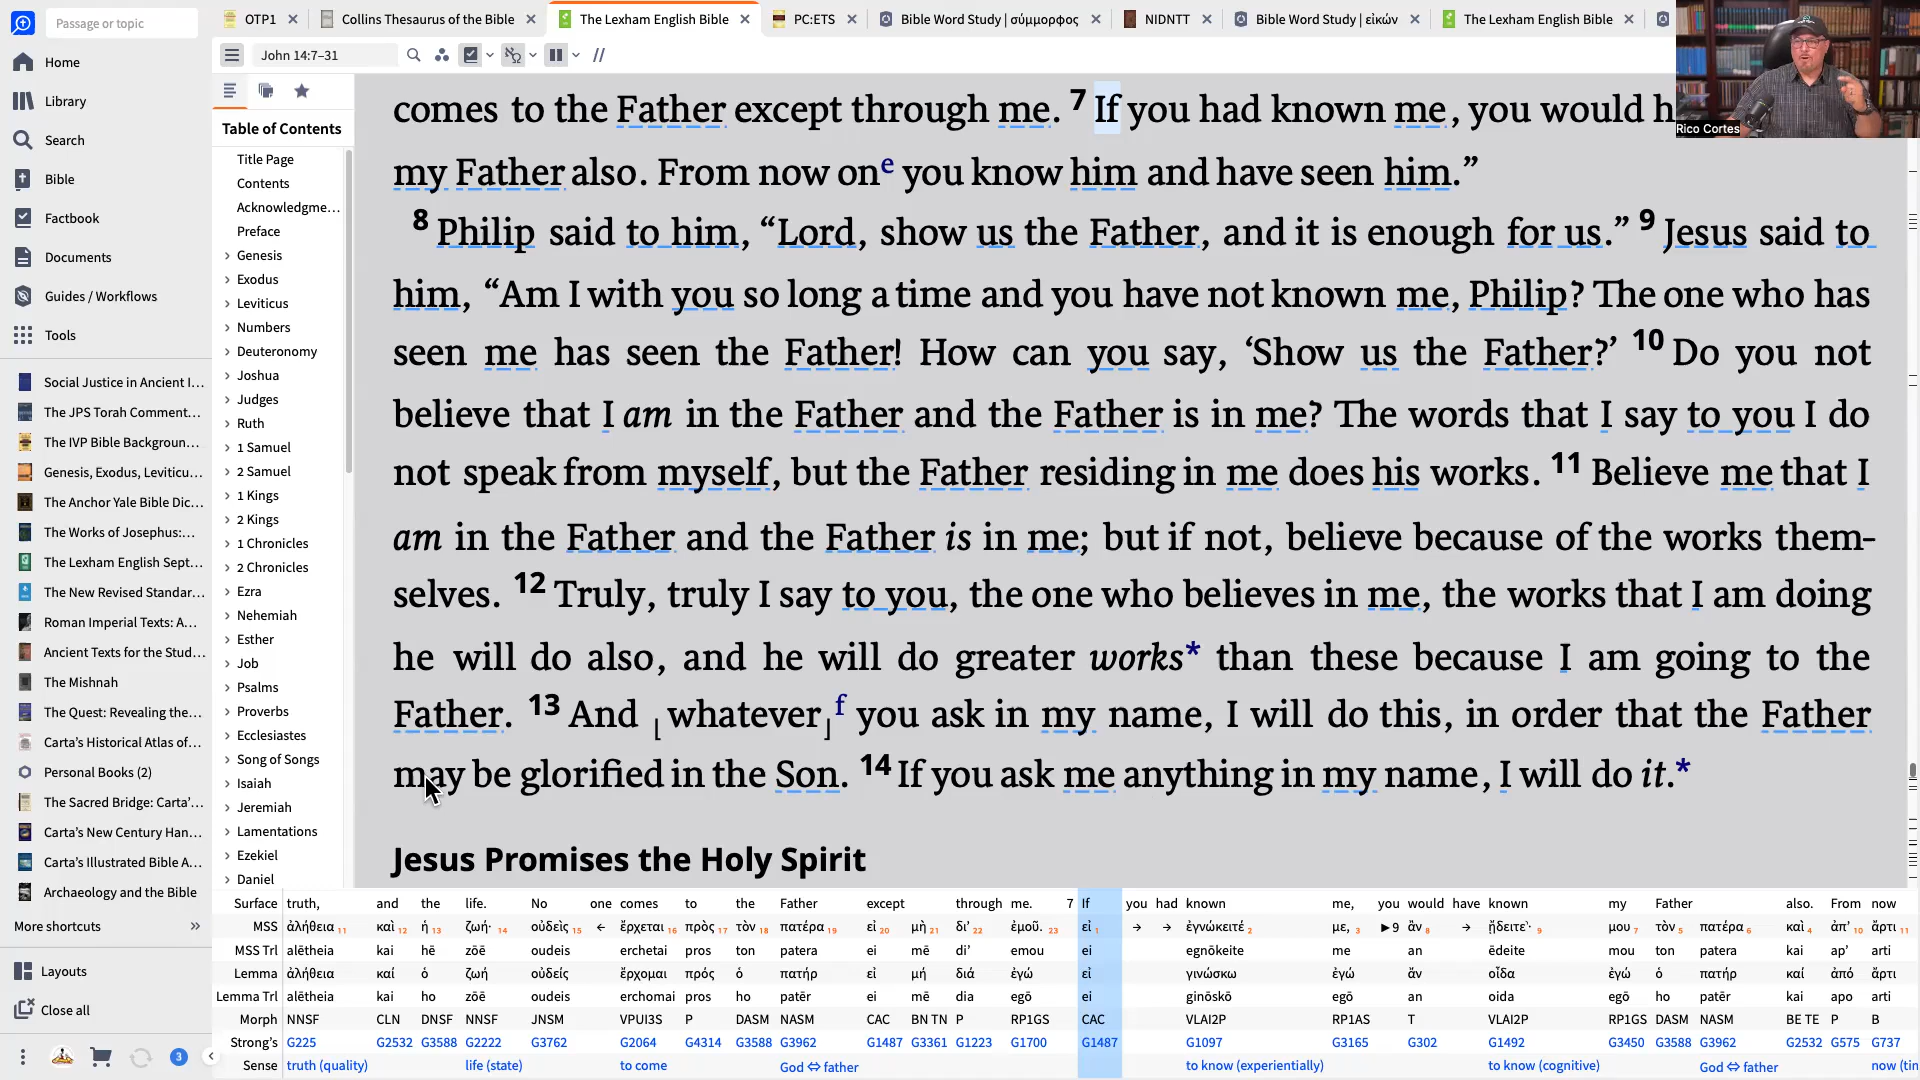 Passage or topic
OTP1
Collins Thesaurus of the Bible
The Lexham English Bible
PC:ETS
Bible Word Study | σύμμορφος
NIDNTT
Bible Word Study | εἰκών
The Lexham English Bible
John 14:7–31
Rico Cortes
Home
Library
Search
Bible
Factbook
Documents
Guides / Workflows
Tools
Social Justice in Ancient I...
The JPS Torah Comment...
The IVP Bible Backgroun...
Genesis, Exodus, Leviticu...
The Anchor Yale Bible Dic...
The Works of Josephus:...
The Lexham English Sept...
The New Revised Standar...
Roman Imperial Texts: A...
Ancient Texts for the Stud...
The Mishnah
The Quest: Revealing the...
Carta's Historical Atlas of...
Personal Books (2)
The Sacred Bridge: Carta'...
Carta's New Century Han...
Carta's Illustrated Bible A...
Archaeology and the Bible
More shortcuts
Layouts
Close all
3
Table of Contents
Title Page
Contents
Acknowledgme...
Preface
Genesis
Exodus
Leviticus
Numbers
Deuteronomy
Joshua
Judges
Ruth
1 Samuel
2 Samuel
1 Kings
2 Kings
1 Chronicles
2 Chronicles
Ezra
Nehemiah
Esther
Job
Psalms
Proverbs
Ecclesiastes
Song of Songs
Isaiah
Jeremiah
Lamentations
Ezekiel
Daniel
comes to the Father except through me. 7 If you had known me, you would h
my Father also. From now on e you know him and have seen him.”
8 Philip said to him, “Lord, show us the Father, and it is enough for us.” 9 Jesus said to
him, “Am I with you so long a time and you have not known me, Philip? The one who has
seen me has seen the Father! How can you say, ‘Show us the Father?’ 10 Do you not
believe that I am in the Father and the Father is in me? The words that I say to you I do
not speak from myself, but the Father residing in me does his works. 11 Believe me that I
am in the Father and the Father is in me; but if not, believe because of the works them-
selves. 12 Truly, truly I say to you, the one who believes in me, the works that I am doing
he will do also, and he will do greater works* than these because I am going to the
Father. 13 And ⌊whatever⌋ f you ask in my name, I will do this, in order that the Father
may be glorified in the Son. 14 If you ask me anything in my name, I will do it.*
Jesus Promises the Holy Spirit
Surface truth, and the life. No one comes to the Father except through me. 7 If you had known me, you would have known my Father also. From now
MSS ἀλήθεια 11 καὶ 12 ἡ 13 ζωή· 14 οὐδεὶς 15 ← ἔρχεται 16 πρὸς 17 τὸν 18 πατέρα 19 εἰ 20 μὴ 21 δι’ 22 ἐμοῦ. 23 εἰ 1 → → ἐγνώκειτέ 2 με, 3 ▶9 ἂν 8 → ᾔδειτε· 9 μου 7 τὸν 5 πατέρα 6 καὶ 4 ἀπ’ 10 ἄρτι 11
MSS Trl alētheia kai hē zōē oudeis erchetai pros ton patera ei mē di’ emou ei egnōkeite me an ēdeite mou ton patera kai ap’ arti
Lemma ἀλήθεια καί ὁ ζωή οὐδείς ἔρχομαι πρός ὁ πατήρ εἰ μή διά ἐγώ εἰ γινώσκω ἐγώ ἄν οἶδα ἐγώ ὁ πατήρ καί ἀπό ἄρτι
Lemma Trl alētheia kai ho zōē oudeis erchomai pros ho patēr ei mē dia egō ei ginōskō egō an oida egō ho patēr kai apo arti
Morph NNSF CLN DNSF NNSF JNSM VPUI3S P DASM NASM CAC BN TN P RP1GS CAC VLAI2P RP1AS T VLAI2P RP1GS DASM NASM BE TE P B
Strong's G225 G2532 G3588 G2222 G3762 G2064 G4314 G3588 G3962 G1487 G3361 G1223 G1700 G1487 G1097 G3165 G302 G1492 G3450 G3588 G3962 G2532 G575 G737
Sense truth (quality) life (state) to come God ⇔ father to know (experientially) to know (cognitive) God ⇔ father now (tin